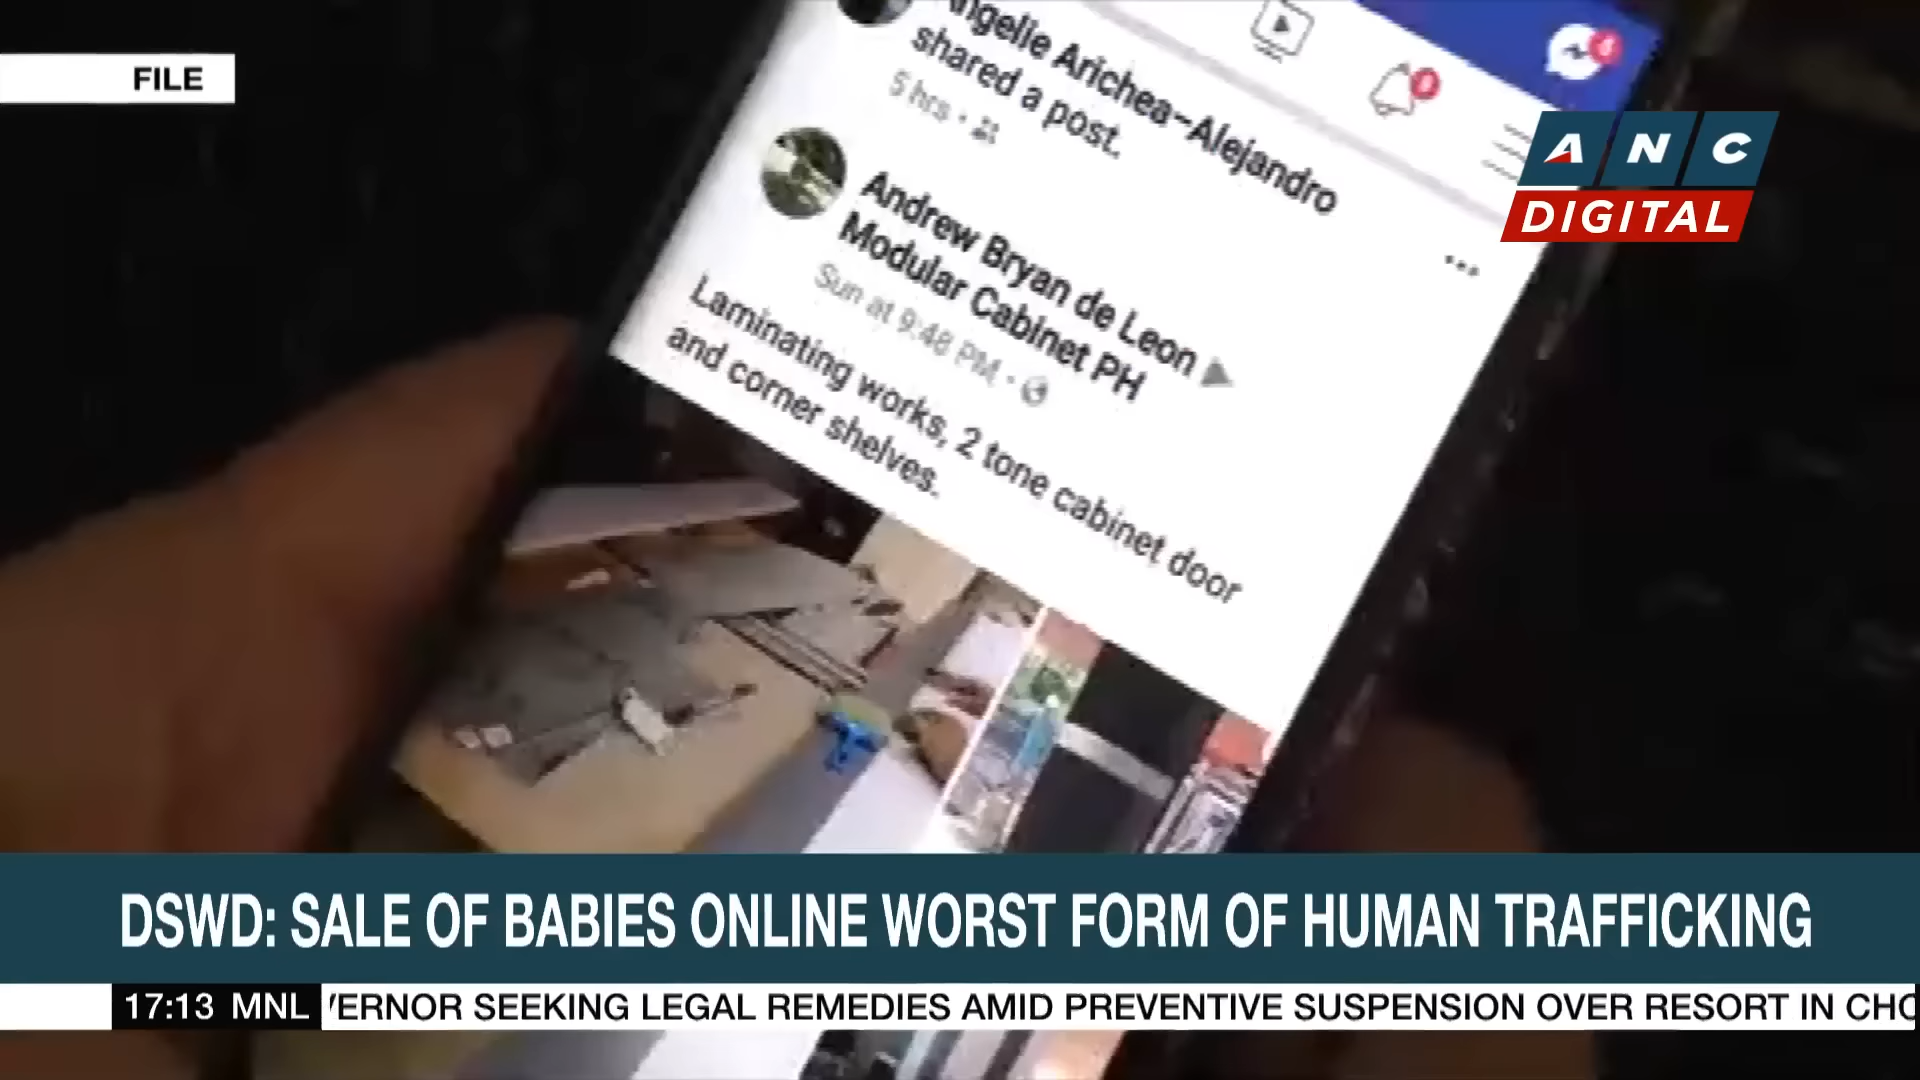 FILE
Angelie Arichea-Alejandro
shared a post.
5 hrs
Andrew Bryan de Leon
Modular Cabinet PH
Sun at 9:48 PM
Laminating works, 2 tone cabinet door
and corner shelves.
ANC
DIGITAL
DSWD: SALE OF BABIES ONLINE WORST FORM OF HUMAN TRAFFICKING
17:13 MNL
VERNOR SEEKING LEGAL REMEDIES AMID PREVENTIVE SUSPENSION OVER RESORT IN CHO